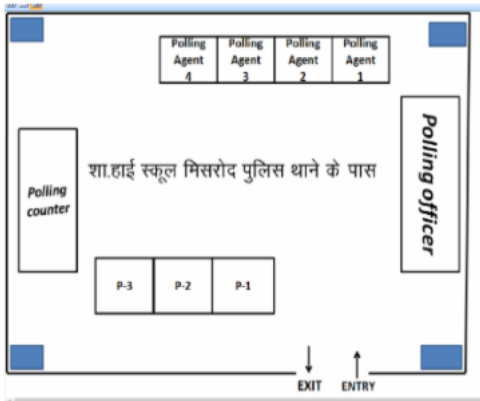 Polling Agent 4
Polling Agent 3
Polling Agent 2
Polling Agent 1
Polling officer
शा.हाई स्कूल मिसरोद पुलिस थाने के पास
Polling counter
P-3
P-2
P-1
EXIT
ENTRY